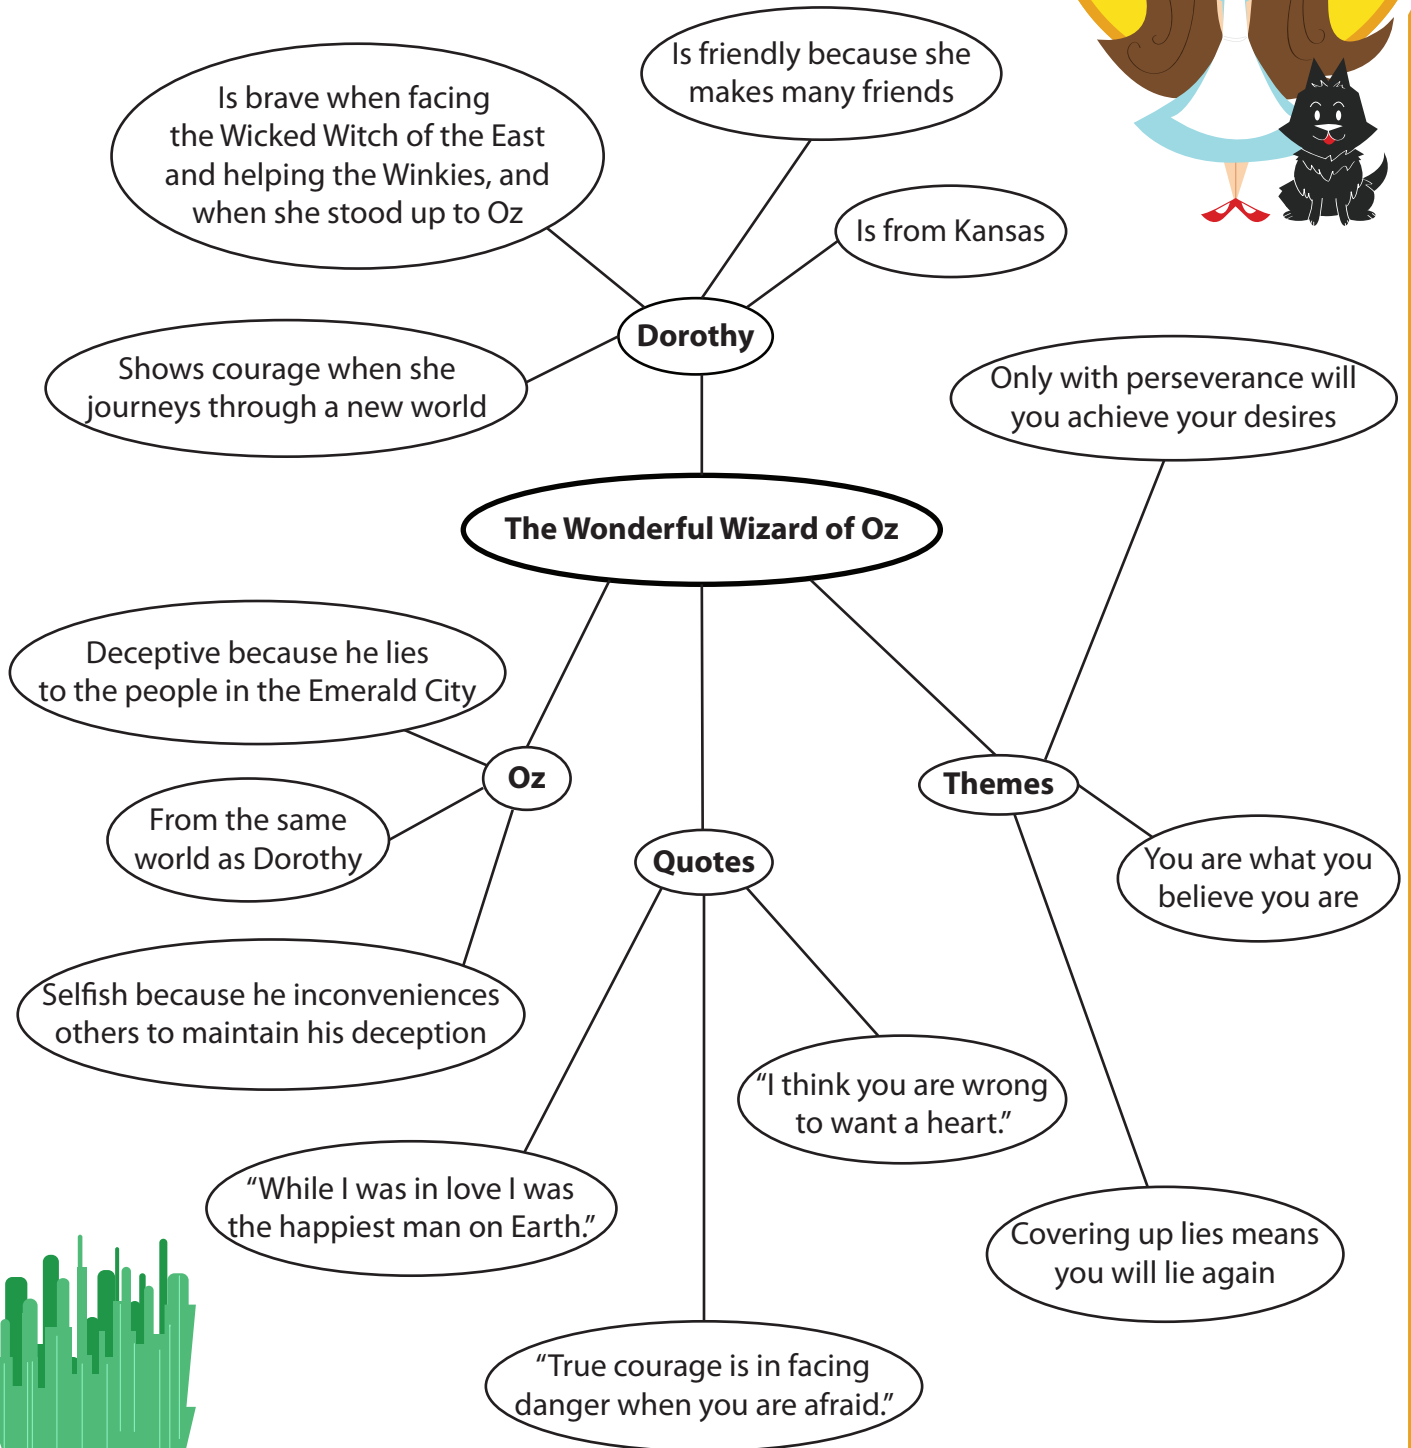 Is friendly because she
makes many friends
Is brave when facing
the Wicked Witch of the East
and helping the Winkies, and
when she stood up to Oz
Is from Kansas
Dorothy
Shows courage when she
journeys through a new world
Only with perseverance will
you achieve your desires
The Wonderful Wizard of Oz
Deceptive because he lies
to the people in the Emerald City
Oz
Themes
From the same
world as Dorothy
Quotes
You are what you
believe you are
Selfish because he inconveniences
others to maintain his deception
“I think you are wrong
to want a heart.”
“While I was in love I was
the happiest man on Earth.”
Covering up lies means
you will lie again
“True courage is in facing
danger when you are afraid.”